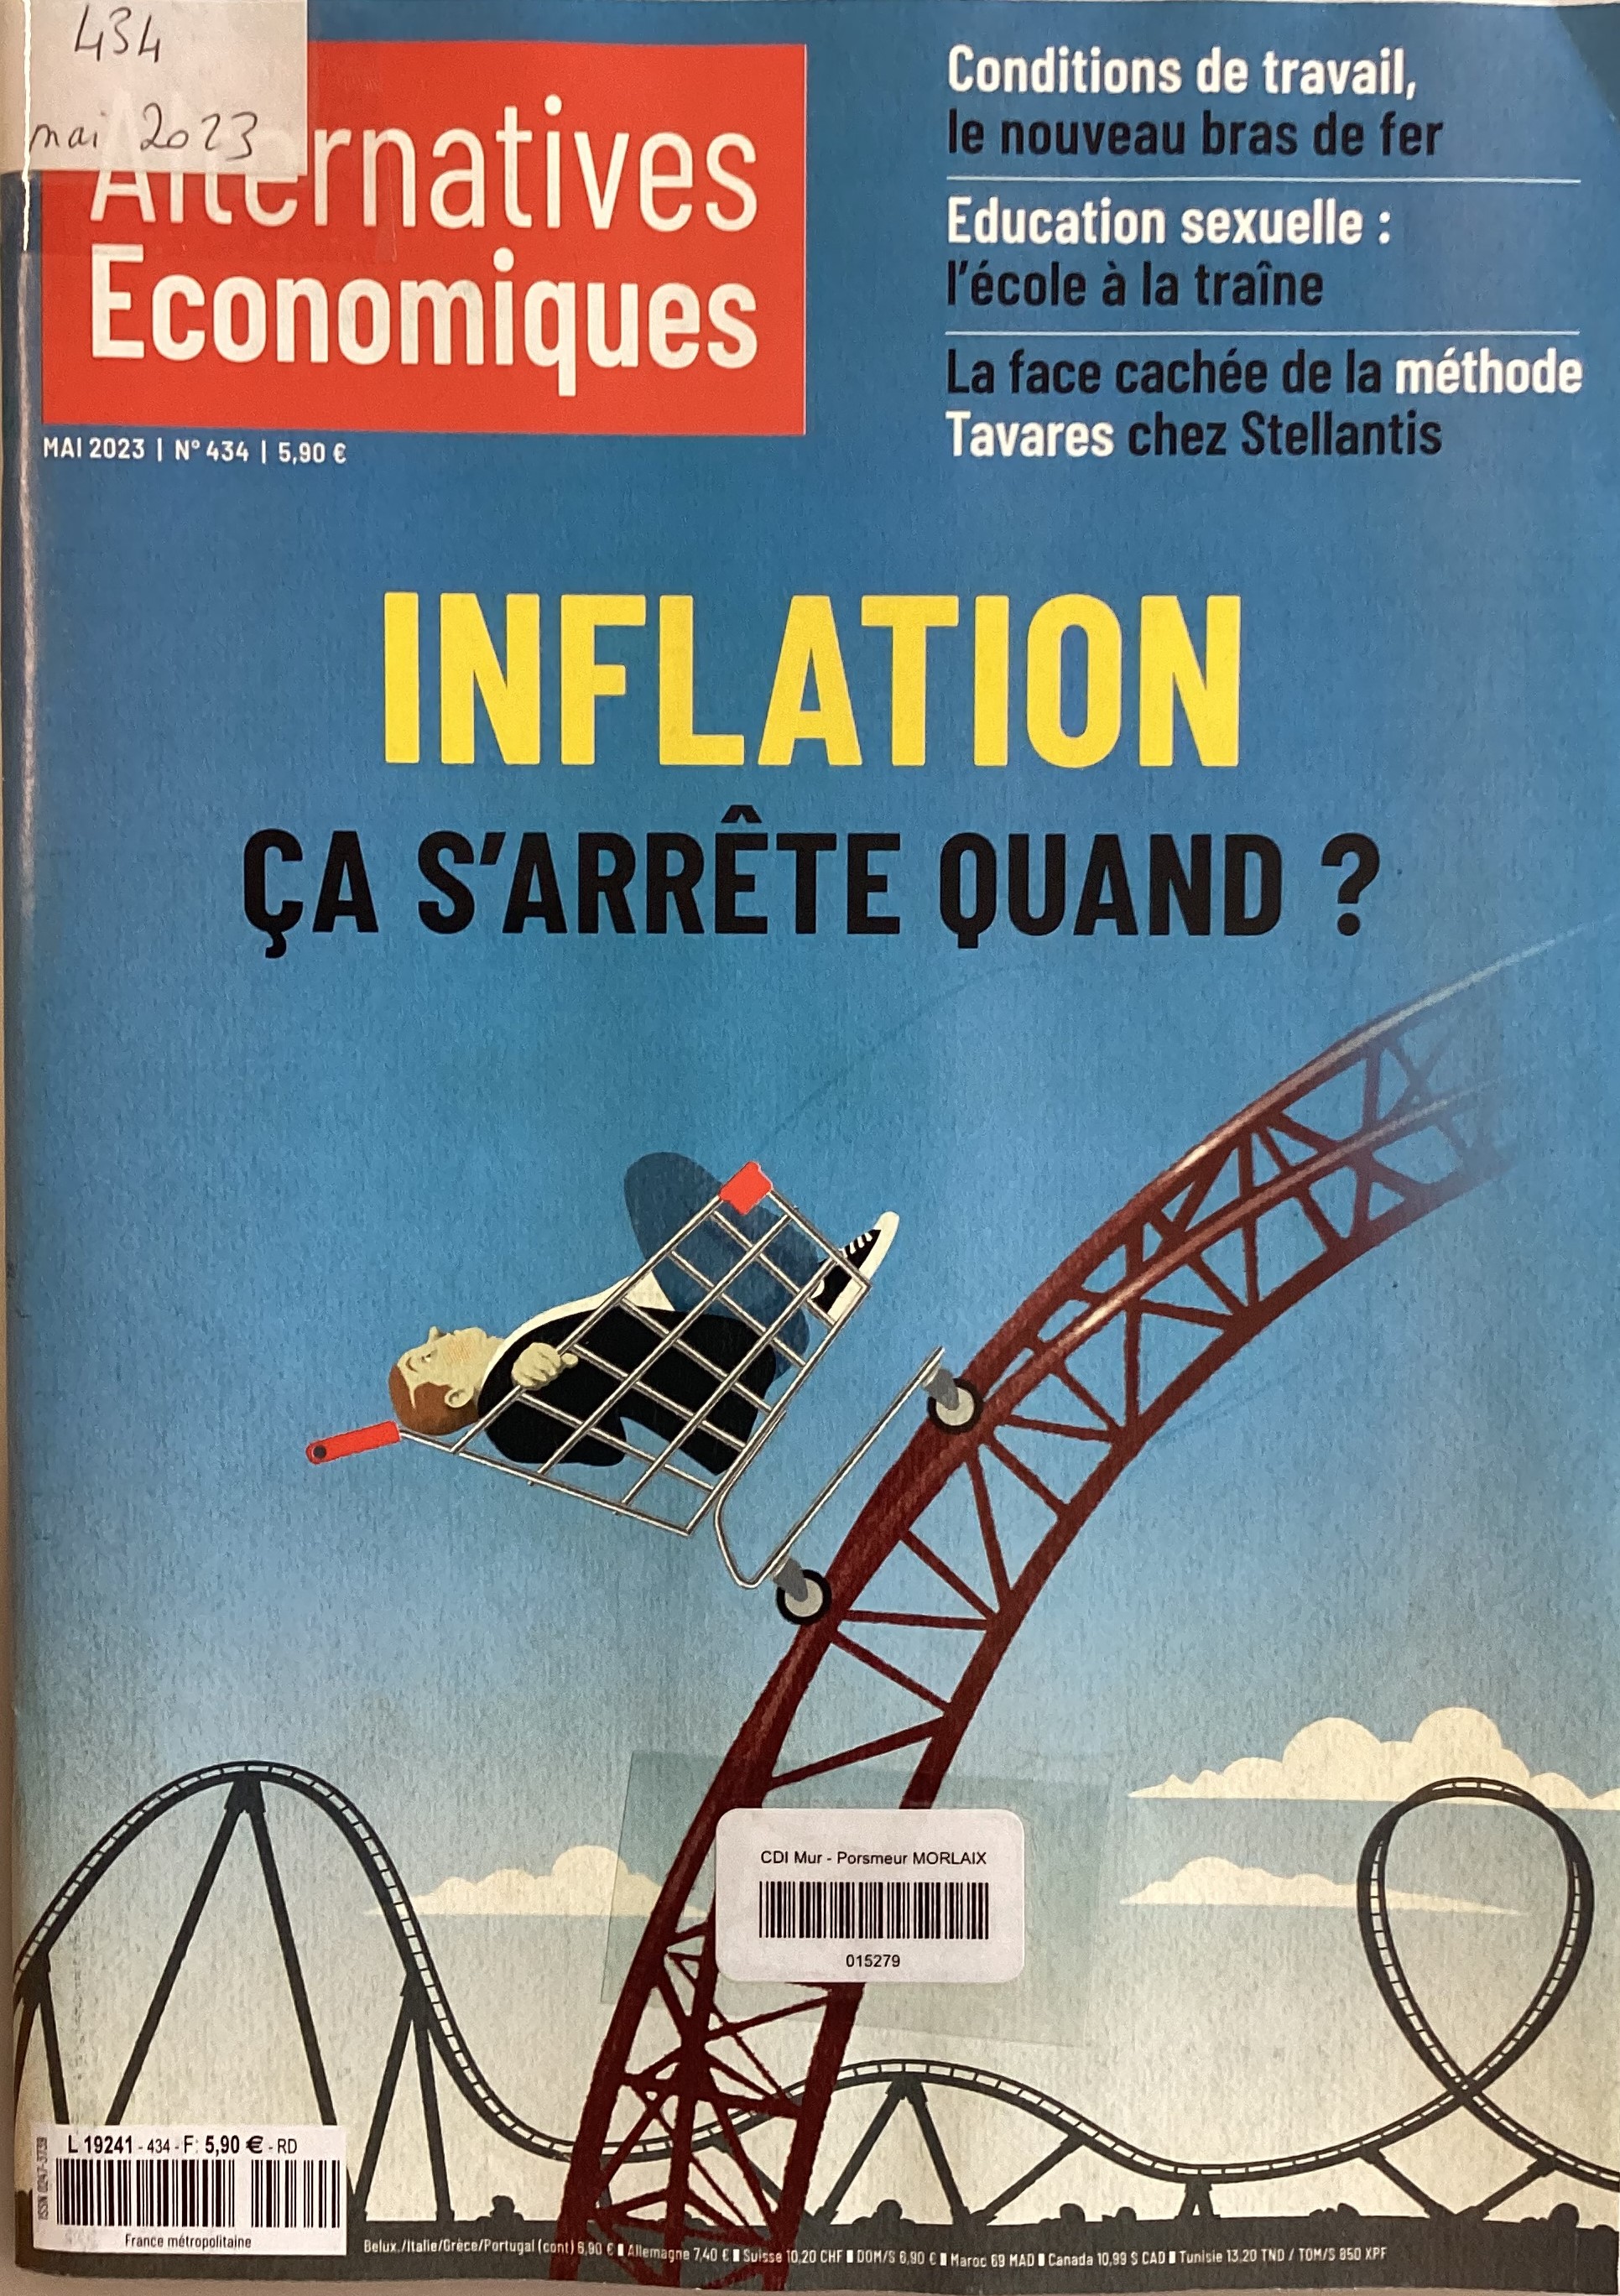 434
mai 2023
Alternatives
Economiques
MAI 2023 | N° 434 | 5,90 €
Conditions de travail,
le nouveau bras de fer
Education sexuelle :
l'école à la traîne
La face cachée de la méthode
Tavares chez Stellantis
INFLATION
ÇA S'ARRÊTE QUAND ?
CDI Mur - Porsmeur MORLAIX
015279
L 19241 - 434 - F: 5,90 € - RD
ISSN 0247-3739
France métropolitaine
Belux./Italie/Grèce/Portugal (cont) 6,90 € ▮ Allemagne 7,40 € ▮ Suisse 10,20 CHF ▮ DOM/S 6,90 € ▮ Maroc 69 MAD ▮ Canada 10,99 $ CAD ▮ Tunisie 13,20 TND / TOM/S 850 XPF